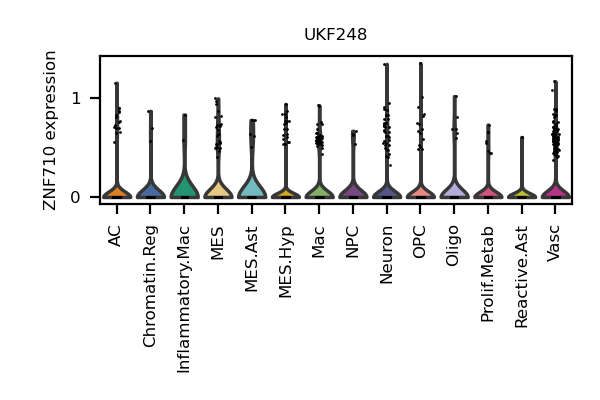 UKF248
ZNF710 expression
1
0
AC
Chromatin.Reg
Inflammatory.Mac
MES
MES.Ast
MES.Hyp
Mac
NPC
Neuron
OPC
Oligo
Prolif.Metab
Reactive.Ast
Vasc